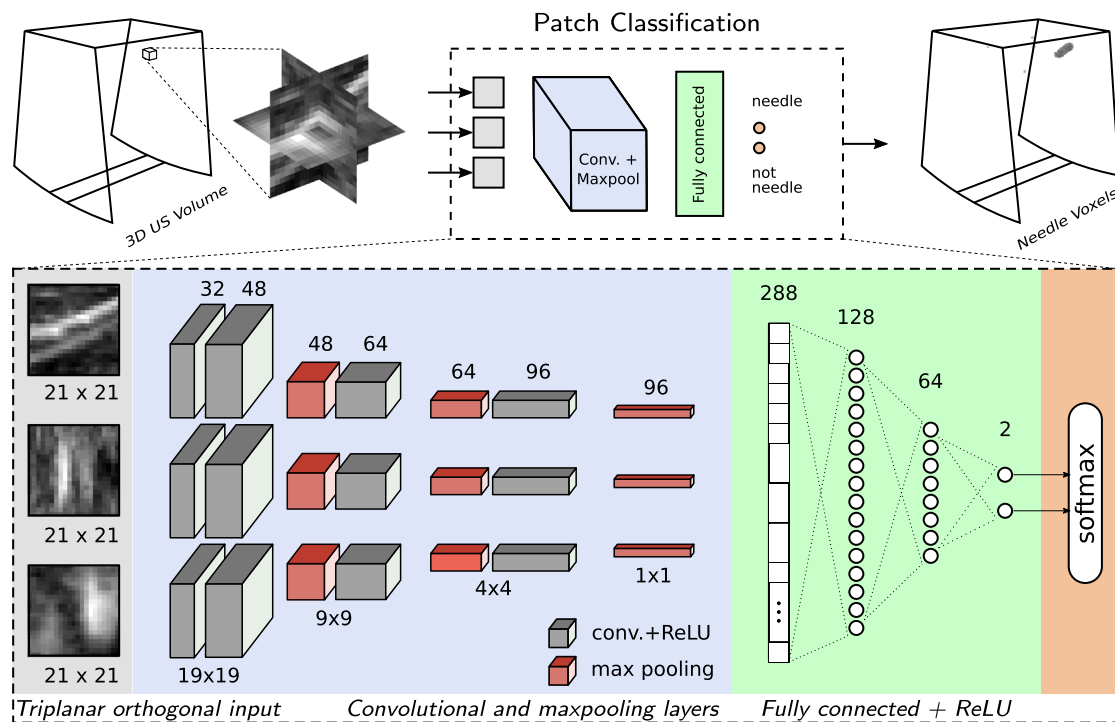 Patch Classification
3D US Volume
Conv. +
Maxpool
Fully connected
needle
not
needle
Needle Voxels
21 x 21
21 x 21
21 x 21
32 48
48 64
64 96
96
19x19
9x9
4x4
1x1
conv.+ReLU
max pooling
288
128
64
2
softmax
Triplanar orthogonal input
Convolutional and maxpooling layers
Fully connected + ReLU